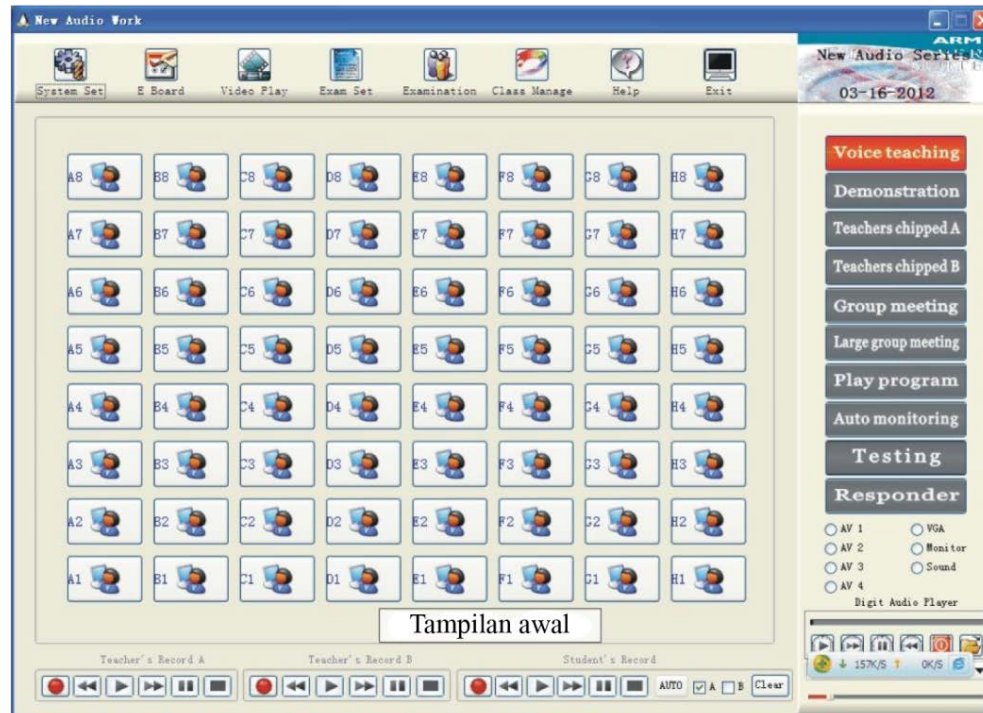 New Audio Work
ARM
New Audio Series
03-16-2012
System Set E Board Video Play Exam Set Examination Class Manage Help Exit
A8 B8 C8 D8 E8 F8 G8 H8
A7 B7 C7 D7 E7 F7 G7 H7
A6 B6 C6 D6 E6 F6 G6 H6
A5 B5 C5 D5 E5 F5 G5 H5
A4 B4 C4 D4 E4 F4 G4 H4
A3 B3 C3 D3 E3 F3 G3 H3
A2 B2 C2 D2 E2 F2 G2 H2
A1 B1 C1 D1 E1 F1 G1 H1
Tampilan awal
Voice teaching
Demonstration
Teachers chipped A
Teachers chipped B
Group meeting
Large group meeting
Play program
Auto monitoring
Testing
Responder
AV 1 VGA
AV 2 Monitor
AV 3 Sound
AV 4
Digit Audio Player
157K/S 0K/S
Teacher's Record A Teacher's Record B Student's Record
AUTO A B Clear